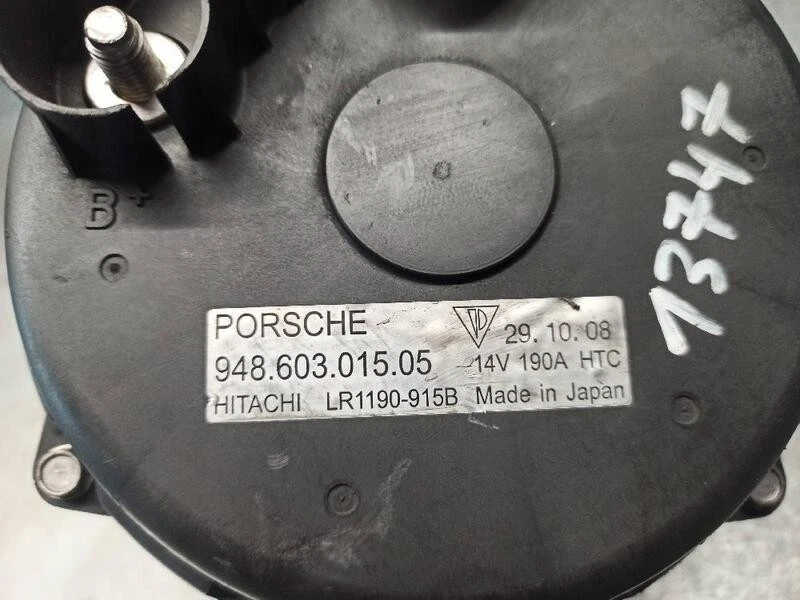 B+
13747
PORSCHE 29.10.08
948.603.015.05 14V 190A HTC
HITACHI LR1190-915B Made in Japan